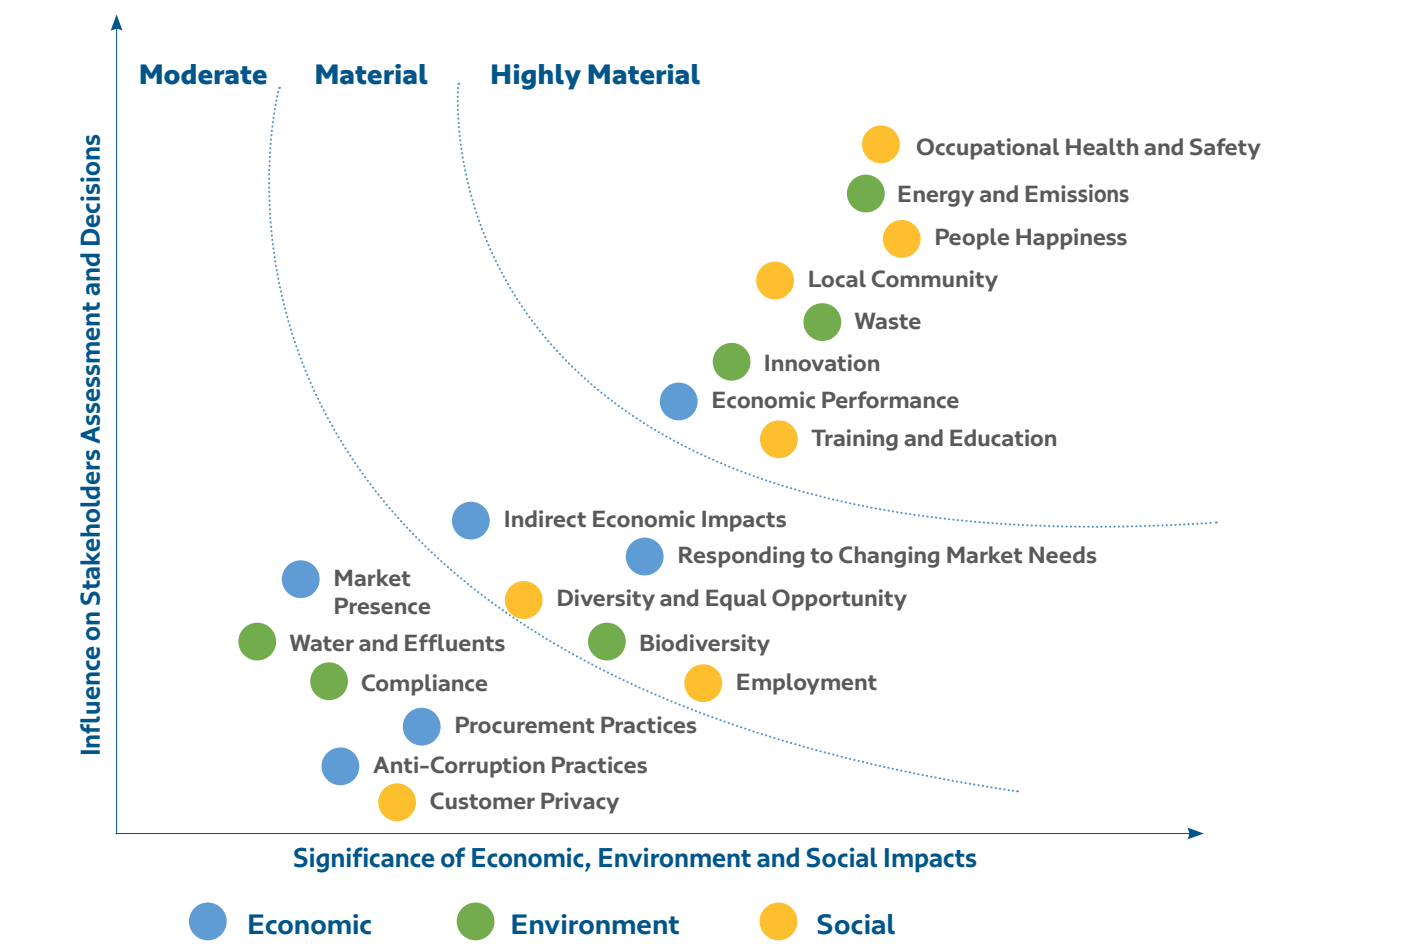 Moderate
Material
Highly Material
Influence on Stakeholders Assessment and Decisions
Occupational Health and Safety
Energy and Emissions
People Happiness
Local Community
Waste
Innovation
Economic Performance
Training and Education
Indirect Economic Impacts
Responding to Changing Market Needs
Market
Presence
Diversity and Equal Opportunity
Water and Effluents
Biodiversity
Compliance
Employment
Procurement Practices
Anti-Corruption Practices
Customer Privacy
Significance of Economic, Environment and Social Impacts
Economic
Environment
Social